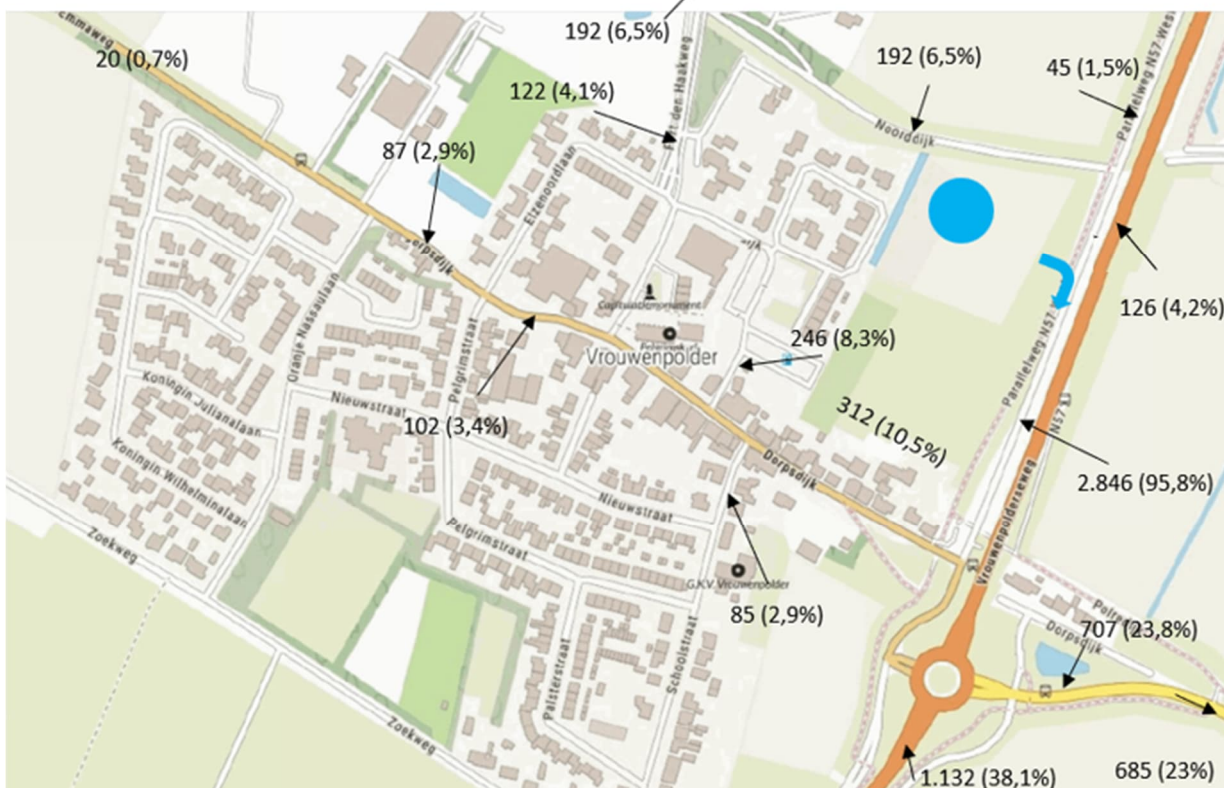 Emmaweg
20 (0,7%)
192 (6,5%)
192 (6,5%)
45 (1,5%)
122 (4,1%)
87 (2,9%)
Noorddijk
Elzenoordlaan
126 (4,2%)
Oranje Nassaulaan
Pelgrimstraat
246 (8,3%)
Vrouwenpolder
Parallelweg N57
Koningin Julianalaan
Nieuwstraat
102 (3,4%)
312 (10,5%)
N57
Koningin Wilhelminalaan
Dorpsdijk
2.846 (95,8%)
Nieuwstraat
Vrouwenpolderseweg
Zoekweg
Pelgrimstraat
G.K.V. Vrouwenpolder
85 (2,9%)
707 (23,8%)
Dorpsdijk
Schoolstraat
Palsterstraat
Zoekweg
1.132 (38,1%)
685 (23%)